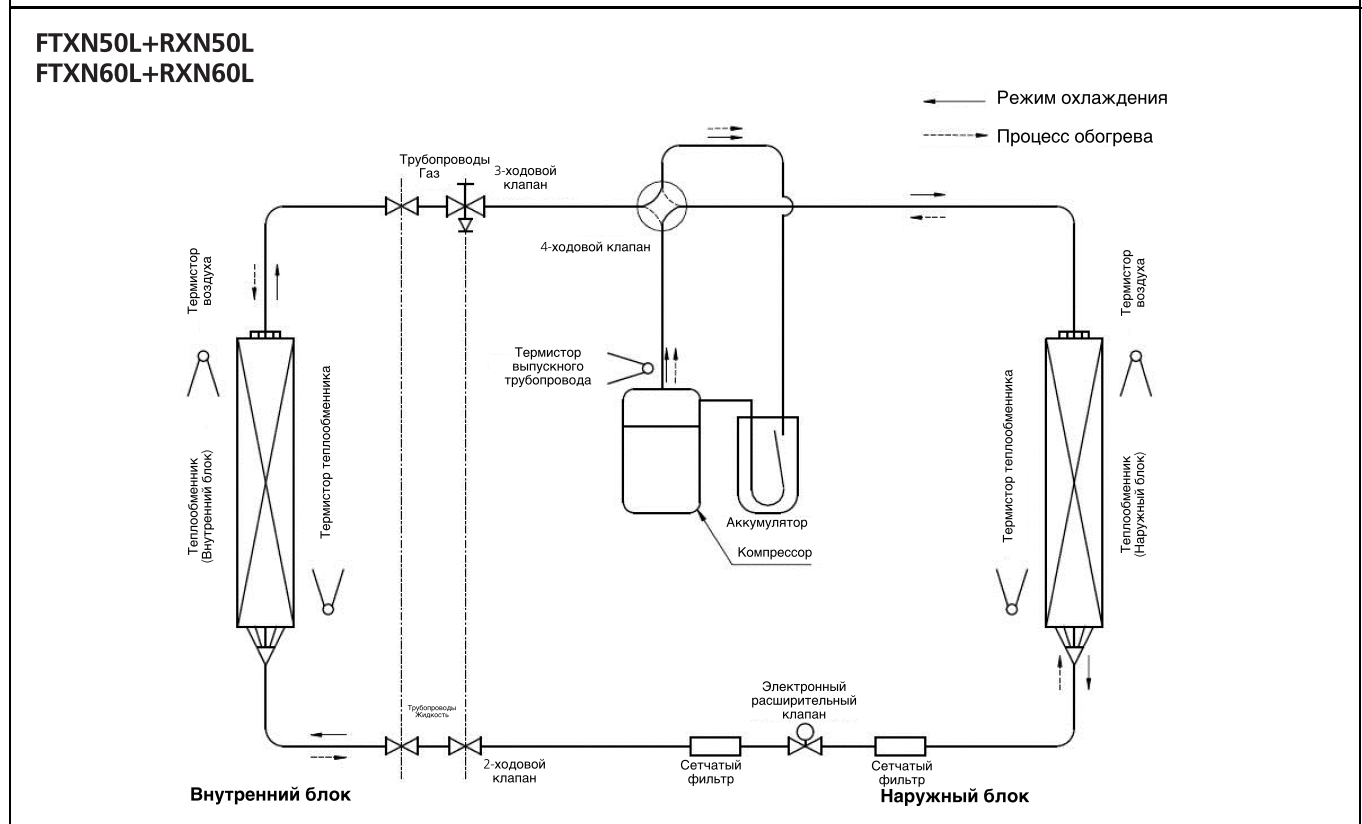 FTXN50L+RXN50L
FTXN60L+RXN60L
Режим охлаждения
Процесс обогрева
Трубопроводы
Газ
3-ходовой
клапан
4-ходовой клапан
Термистор
воздуха
Термистор
воздуха
Термистор
выпускного
трубопровода
Термистор теплообменника
Термистор теплообменника
Теплообменник
(Внутренний блок)
Теплообменник
(Наружный блок)
Аккумулятор
Компрессор
Электронный
расширительный
клапан
Трубопроводы
Жидкость
2-ходовой
клапан
Сетчатый
фильтр
Сетчатый
фильтр
Внутренний блок
Наружный блок